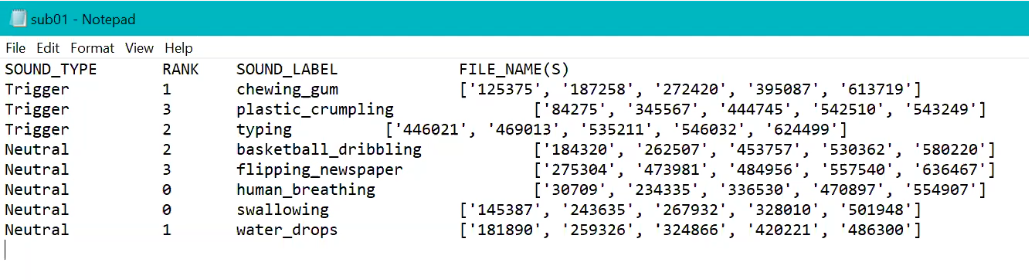 sub01 - Notepad
File Edit Format View Help
SOUND_TYPE RANK SOUND_LABEL FILE_NAME(S)
Trigger 1 chewing_gum ['125375', '187258', '272420', '395087', '613719']
Trigger 3 plastic_crumpling ['84275', '345567', '444745', '542510', '543249']
Trigger 2 typing ['446021', '469013', '535211', '546032', '624499']
Neutral 2 basketball_dribbling ['184320', '262507', '453757', '530362', '580220']
Neutral 3 flipping_newspaper ['275304', '473981', '484956', '557540', '636467']
Neutral 0 human_breathing ['30709', '234335', '336530', '470897', '554907']
Neutral 0 swallowing ['145387', '243635', '267932', '328010', '501948']
Neutral 1 water_drops ['181890', '259326', '324866', '420221', '486300']